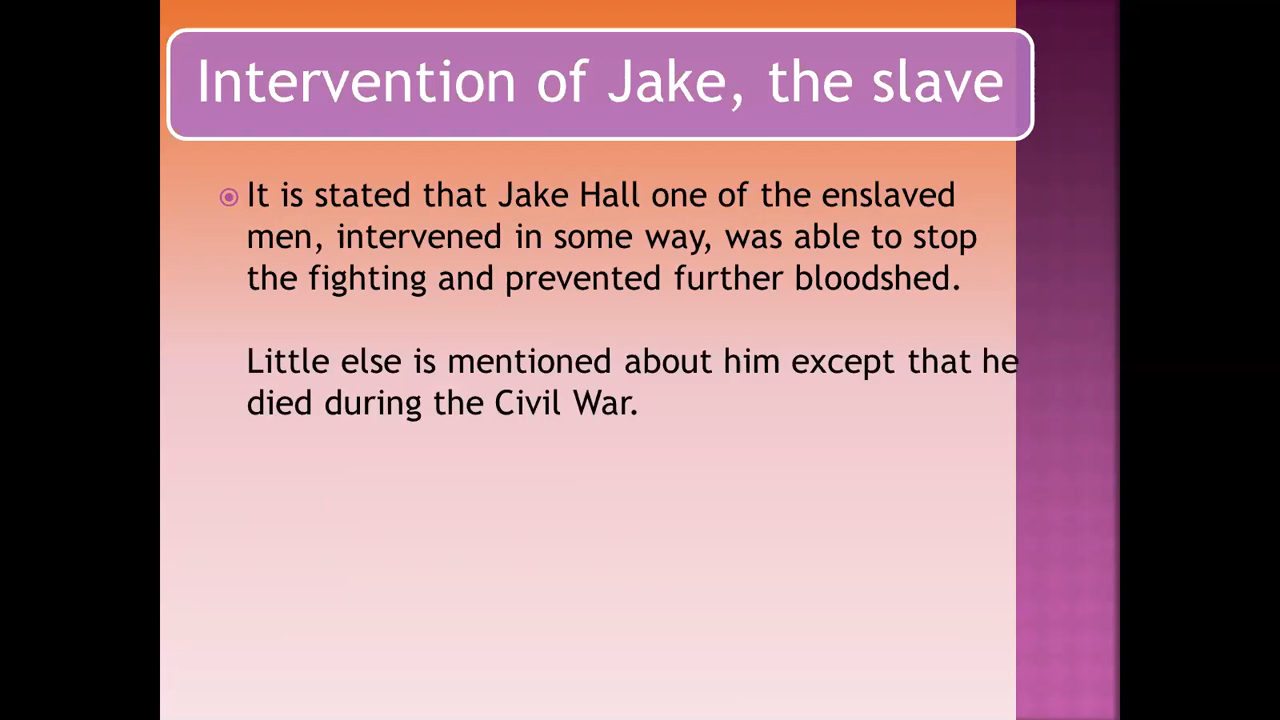 Intervention of Jake, the slave
It is stated that Jake Hall one of the enslaved
men, intervened in some way, was able to stop
the fighting and prevented further bloodshed.
Little else is mentioned about him except that he
died during the Civil War.